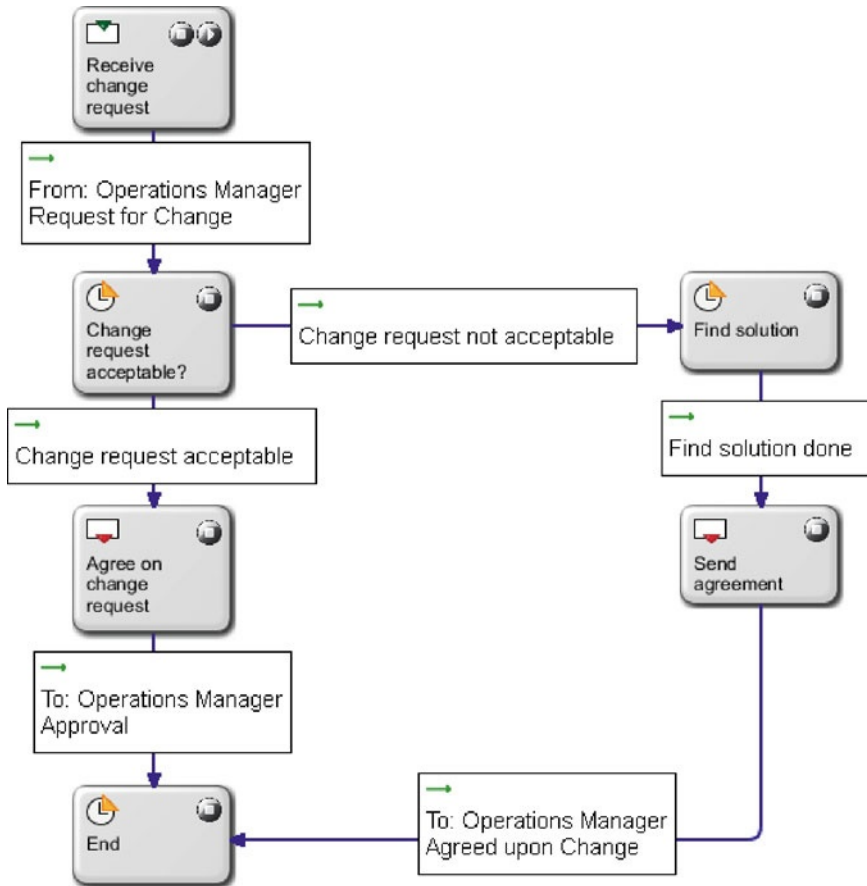 Receive
change
request
From: Operations Manager
Request for Change
Change
request
acceptable?
Change request not acceptable
Find solution
Change request acceptable
Find solution done
Agree on
change
request
Send
agreement
To: Operations Manager
Approval
End
To: Operations Manager
Agreed upon Change